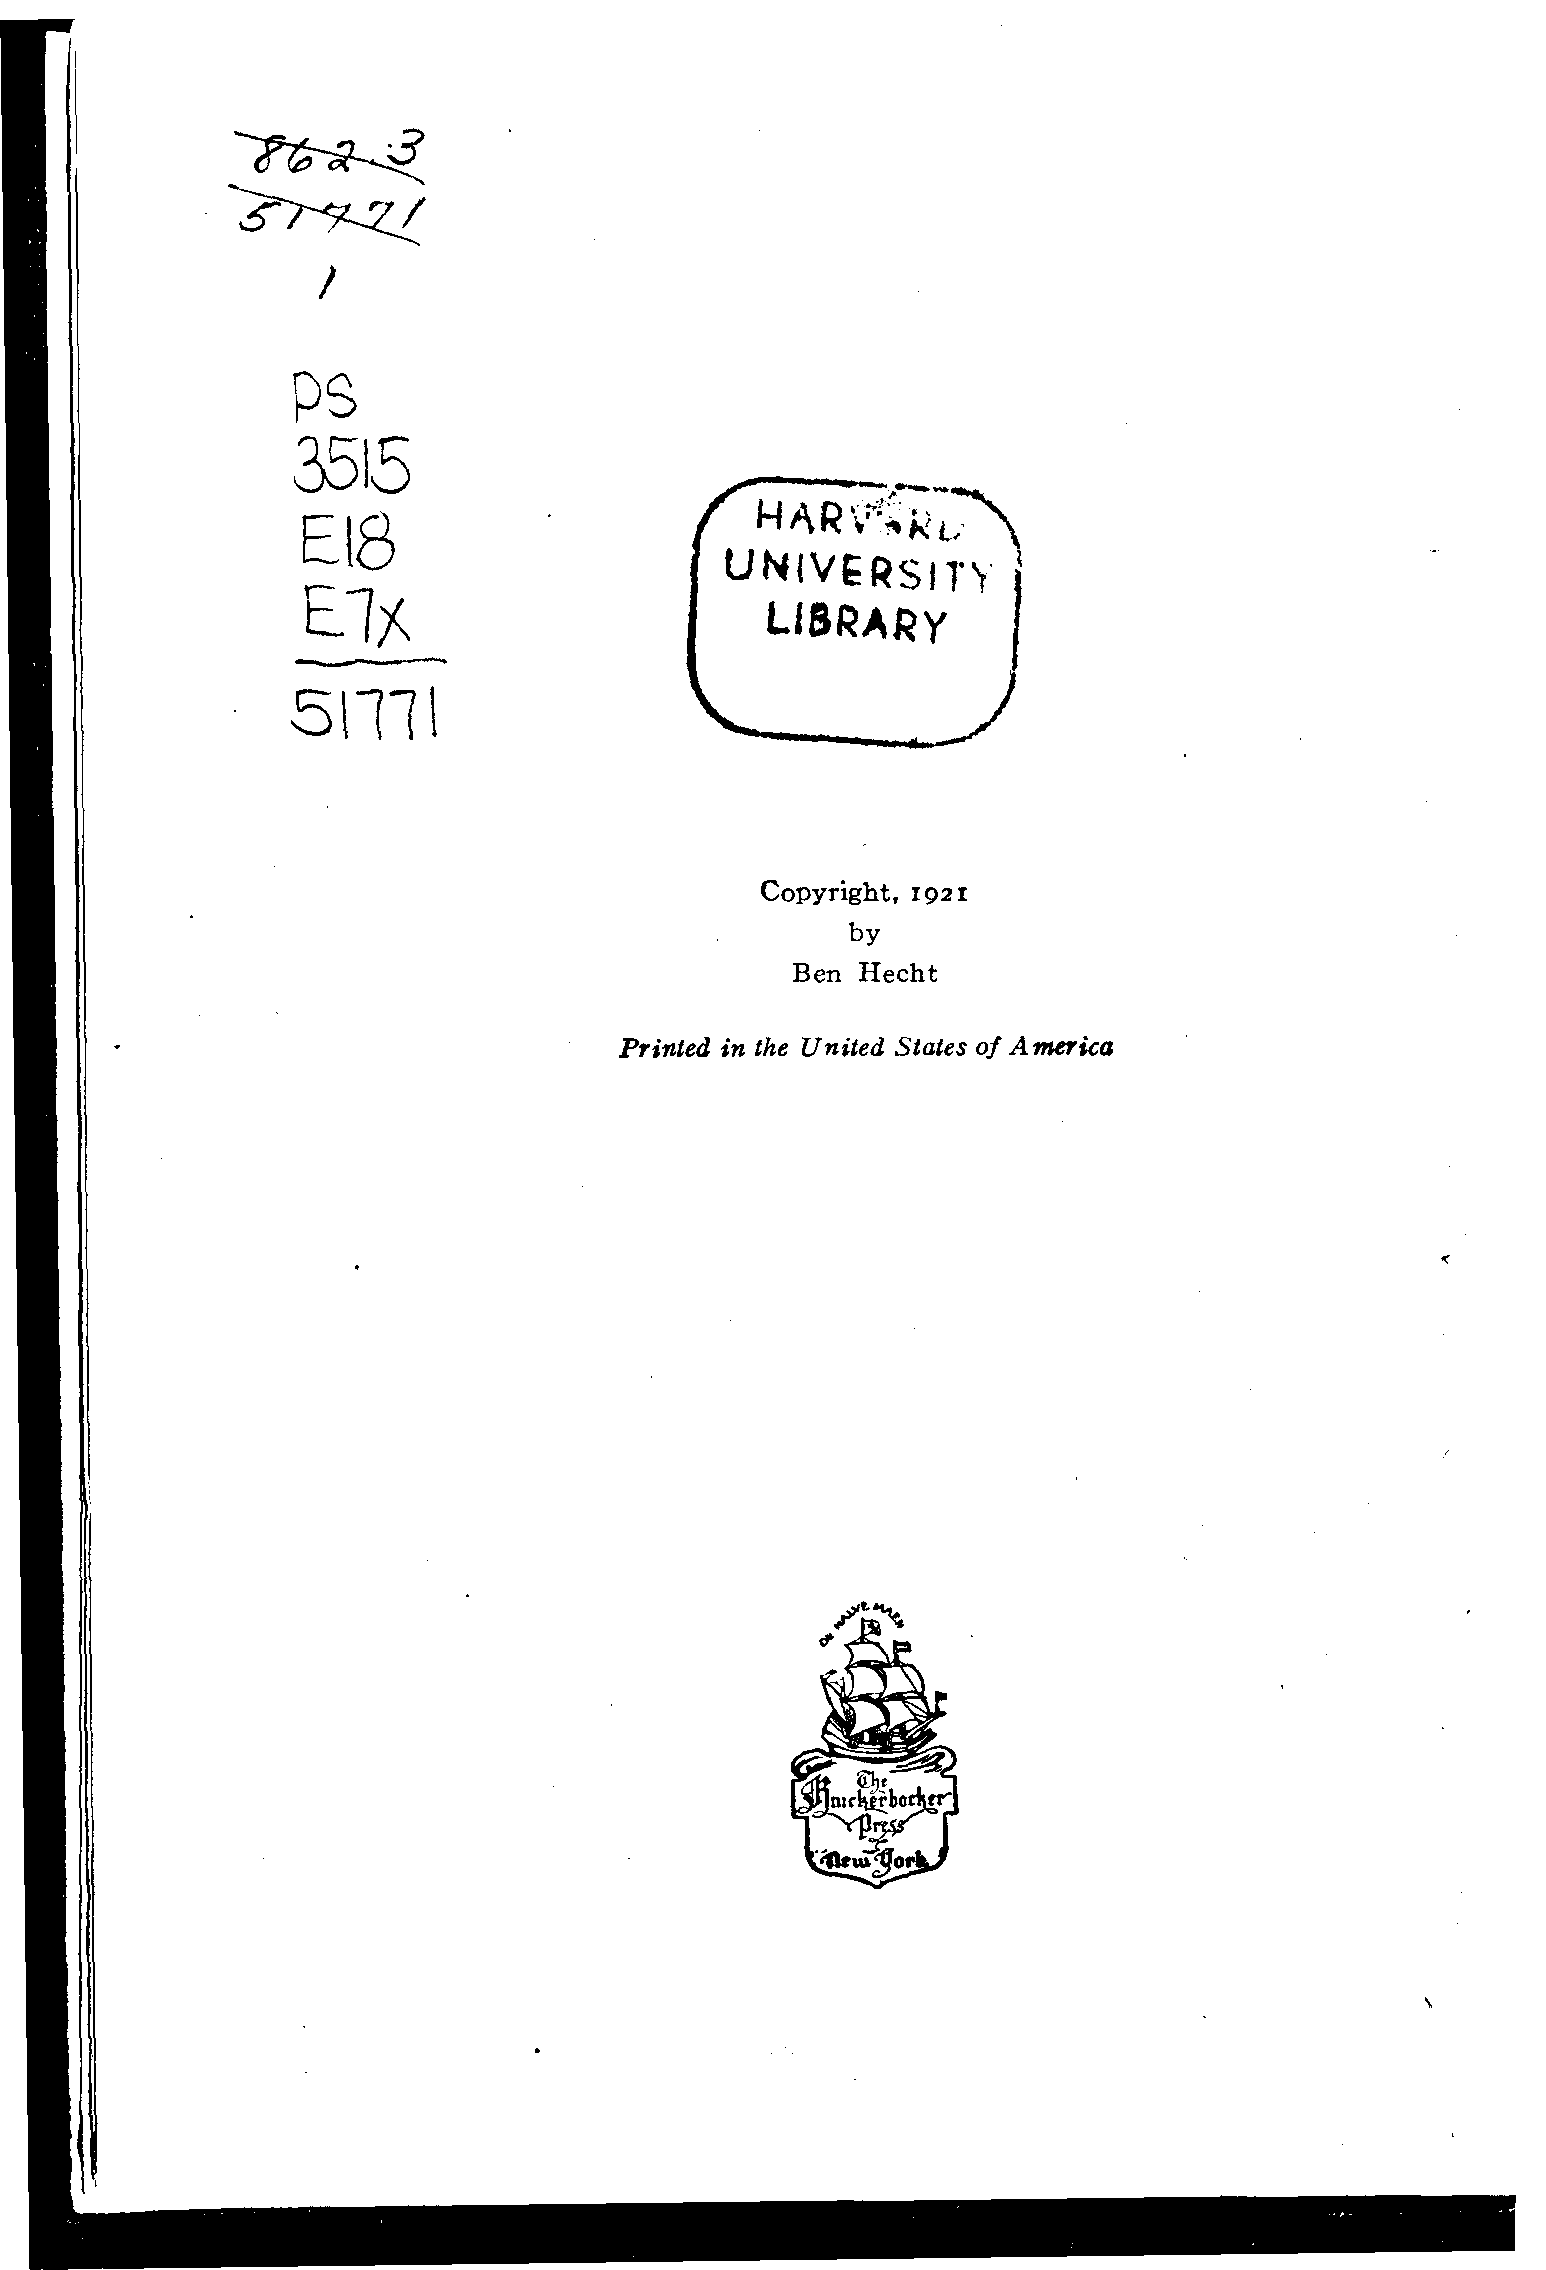 862.3
51771
1
PS
3515
E18
E7x
51771
HARVARD
UNIVERSITY
LIBRARY
Copyright, 1921
by
Ben Hecht
Printed in the United States of America
DE HALVE MAEN
The
Knickerbocker
Press
New York